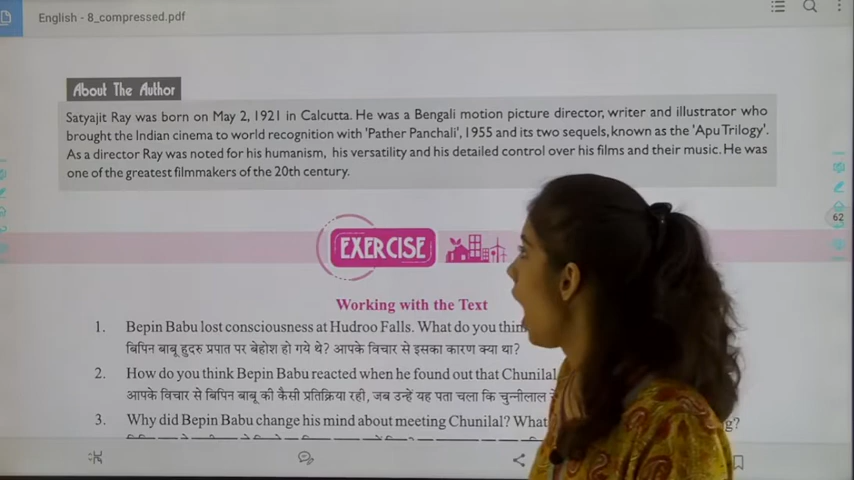 English - 8_compressed.pdf
About The Author
Satyajit Ray was born on May 2, 1921 in Calcutta. He was a Bengali motion picture director, writer and illustrator who
brought the Indian cinema to world recognition with 'Pather Panchali', 1955 and its two sequels, known as the 'Apu Trilogy'.
As a director Ray was noted for his humanism, his versatility and his detailed control over his films and their music. He was
one of the greatest filmmakers of the 20th century.
62
EXERCISE
Working with the Text
1. Bepin Babu lost consciousness at Hudroo Falls. What do you
बिपिन बाबू हुदरु प्रपात पर बेहोश हो गये थे? आपके विचार से इसका कारण क्या था?
2. How do you think Bepin Babu reacted when he found out that Chunilal
आपके विचार से बिपिन बाबू की कैसी प्रतिक्रिया रही, जब उन्हें यह पता चला कि चुन्नीलाल
3. Why did Bepin Babu change his mind about meeting Chunilal? What